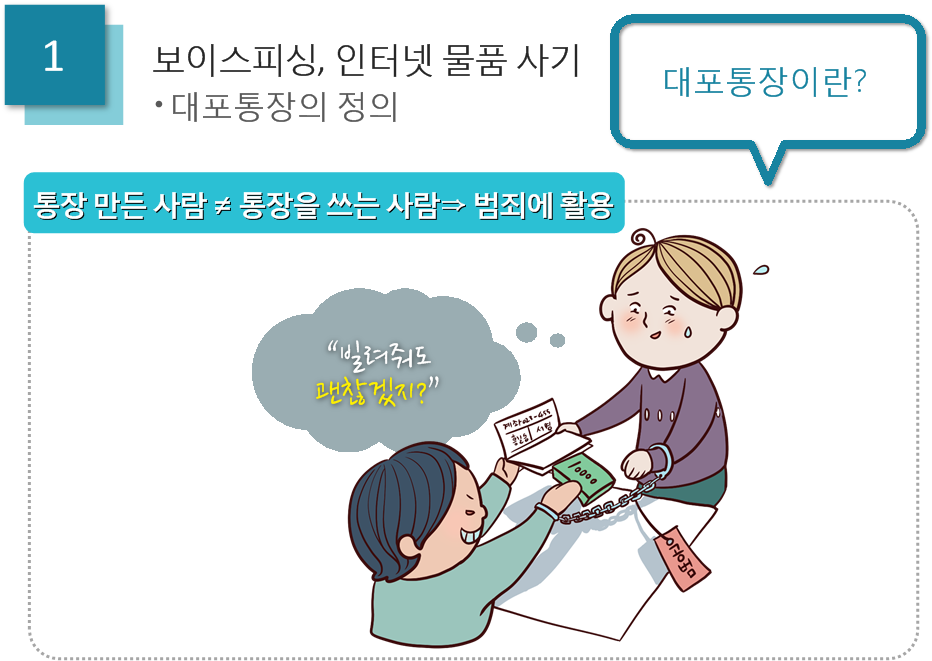 1
보이스피싱, 인터넷 물품 사기
• 대포통장의 정의
대포통장이란?
통장 만든 사람 ≠ 통장을 쓰는 사람⇒ 범죄에 활용
“빌려줘도
괜찮겠지?”
10000